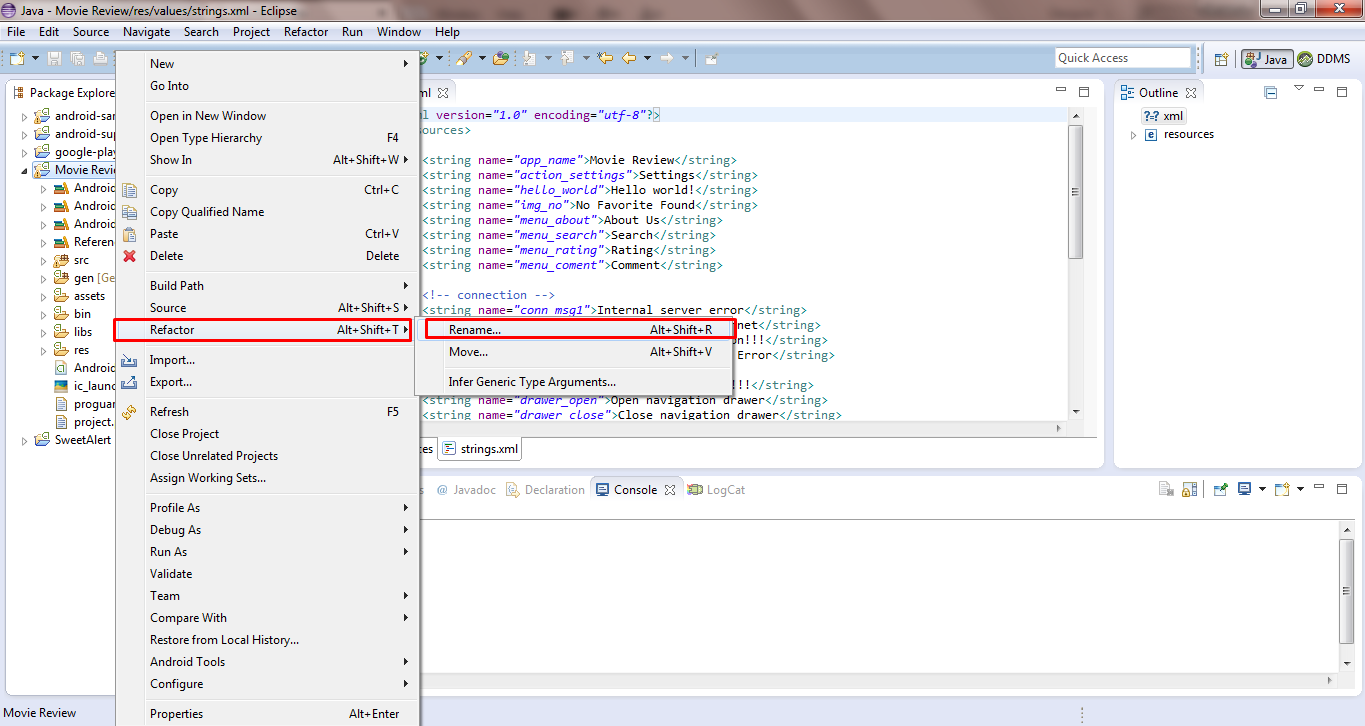 Java - Movie Review/res/values/strings.xml - Eclipse
File Edit Source Navigate Search Project Refactor Run Window Help
Quick Access Java DDMS
Package Explore
android-sar
android-sup
google-play
Movie Revie
Android
Android
Android
Referen
src
gen [Ge
assets
bin
libs
res
Android
ic_launc
proguar
project.
SweetAlert
New
Go Into
Open in New Window
Open Type Hierarchy F4
Show In Alt+Shift+W
Copy Ctrl+C
Copy Qualified Name
Paste Ctrl+V
Delete Delete
Build Path
Source Alt+Shift+S
Refactor Alt+Shift+T
Import...
Export...
Refresh F5
Close Project
Close Unrelated Projects
Assign Working Sets...
Profile As
Debug As
Run As
Validate
Team
Compare With
Restore from Local History...
Android Tools
Configure
Properties Alt+Enter
Rename... Alt+Shift+R
Move... Alt+Shift+V
Infer Generic Type Arguments...
ml
version="1.0" encoding="utf-8"?>
ources>
<string name="app_name">Movie Review</string>
<string name="action_settings">Settings</string>
<string name="hello_world">Hello world!</string>
<string name="img_no">No Favorite Found</string>
<string name="menu_about">About Us</string>
<string name="menu_search">Search</string>
<string name="menu_rating">Rating</string>
<string name="menu_coment">Comment</string>
<!-- connection -->
<string name="conn_msg1">Internal server error</string>
net</string>
n!!!</string>
Error</string>
!!!</string>
<string name="drawer_open">Open navigation drawer</string>
<string name="drawer_close">Close navigation drawer</string>
ces strings.xml
Outline
?-? xml
resources
s @ Javadoc Declaration Console LogCat
Movie Review